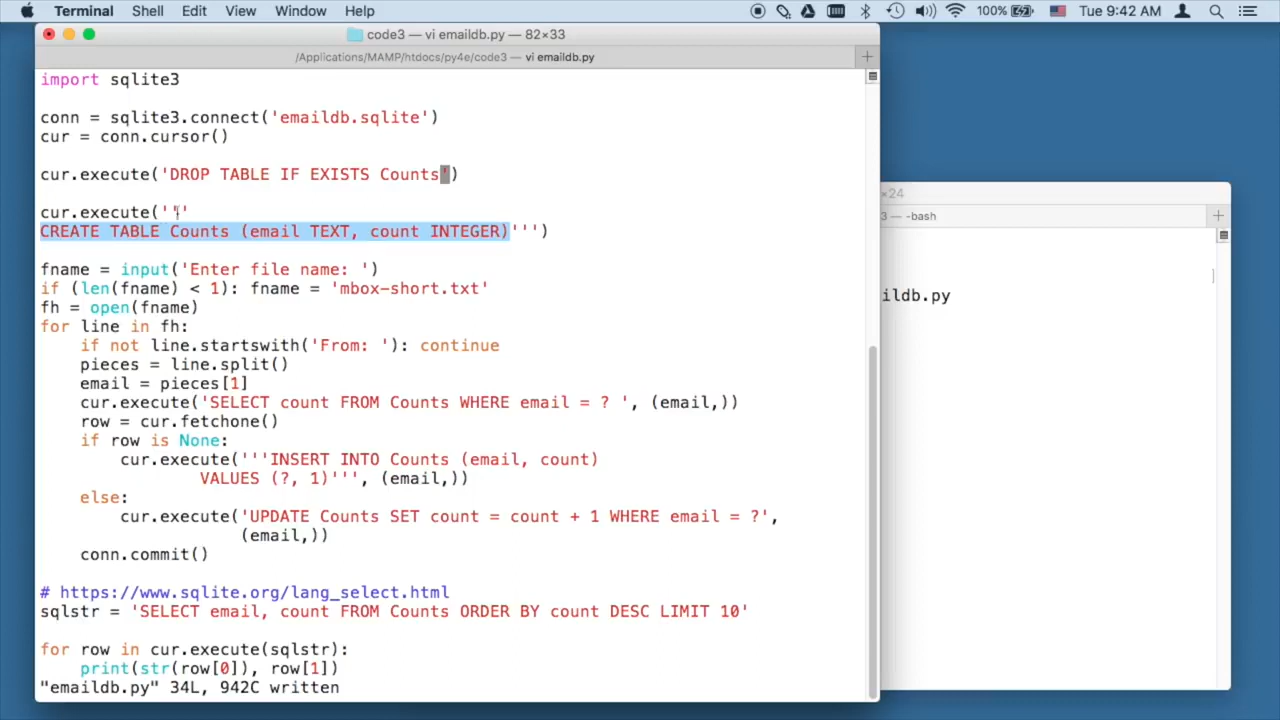 Terminal Shell Edit View Window Help 100% Tue 9:42 AM
code3 — vi emaildb.py — 82×33
/Applications/MAMP/htdocs/py4e/code3 — vi emaildb.py +
import sqlite3
conn = sqlite3.connect('emaildb.sqlite')
cur = conn.cursor()
cur.execute('DROP TABLE IF EXISTS Counts')
cur.execute('''
CREATE TABLE Counts (email TEXT, count INTEGER)''')
fname = input('Enter file name: ')
if (len(fname) < 1): fname = 'mbox-short.txt'
fh = open(fname)
for line in fh:
    if not line.startswith('From: '): continue
    pieces = line.split()
    email = pieces[1]
    cur.execute('SELECT count FROM Counts WHERE email = ? ', (email,))
    row = cur.fetchone()
    if row is None:
        cur.execute('''INSERT INTO Counts (email, count)
                VALUES (?, 1)''', (email,))
    else:
        cur.execute('UPDATE Counts SET count = count + 1 WHERE email = ?',
                    (email,))
    conn.commit()
# https://www.sqlite.org/lang_select.html
sqlstr = 'SELECT email, count FROM Counts ORDER BY count DESC LIMIT 10'
for row in cur.execute(sqlstr):
    print(str(row[0]), row[1])
"emaildb.py" 34L, 942C written
×24
3 — -bash +
]
ildb.py